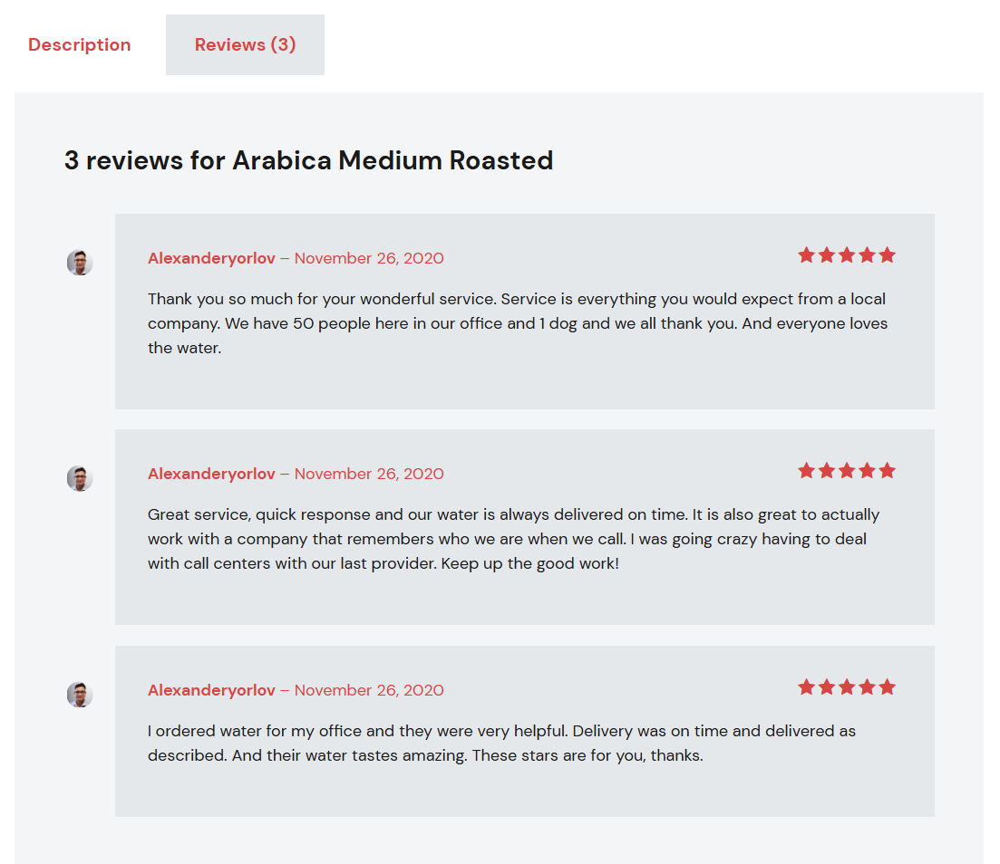 Description
Reviews (3)
3 reviews for Arabica Medium Roasted
Alexanderyorlov – November 26, 2020
Thank you so much for your wonderful service. Service is everything you would expect from a local
company. We have 50 people here in our office and 1 dog and we all thank you. And everyone loves
the water.
Alexanderyorlov – November 26, 2020
Great service, quick response and our water is always delivered on time. It is also great to actually
work with a company that remembers who we are when we call. I was going crazy having to deal
with call centers with our last provider. Keep up the good work!
Alexanderyorlov – November 26, 2020
I ordered water for my office and they were very helpful. Delivery was on time and delivered as
described. And their water tastes amazing. These stars are for you, thanks.